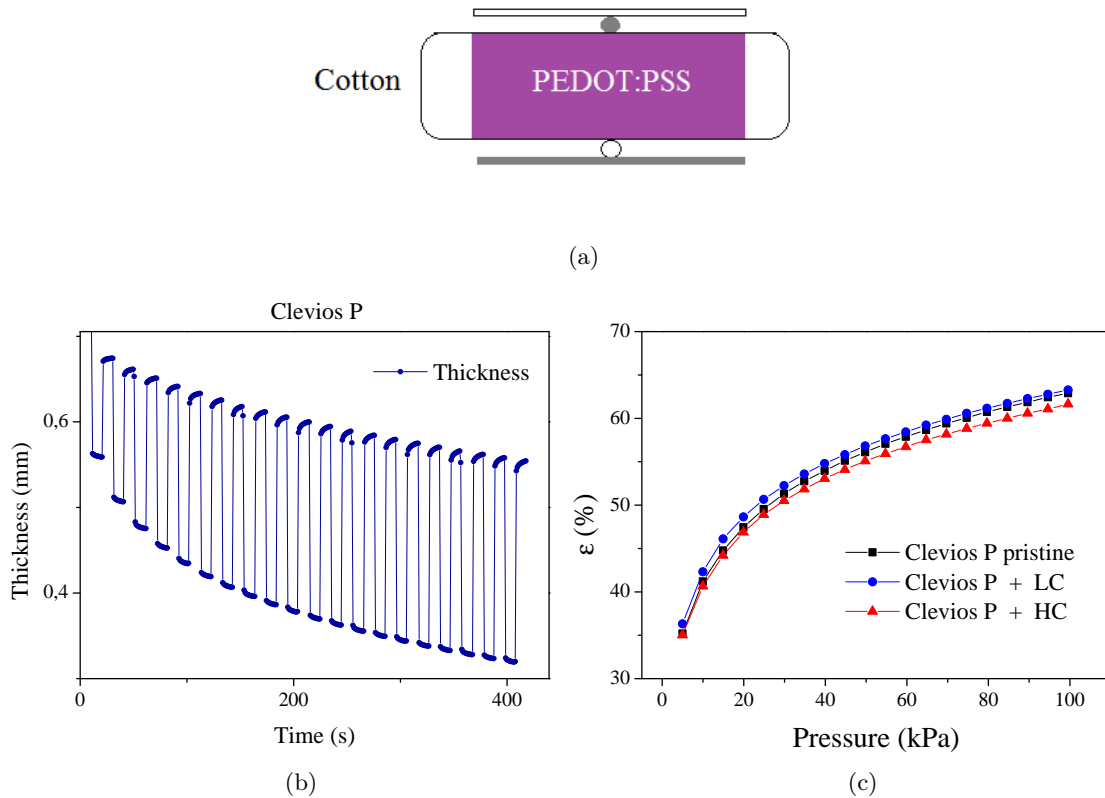 Cotton
PEDOT:PSS
(a)
Clevios P
Thickness
0,6
0,4
Thickness (mm)
0
200
400
Time (s)
(b)
70
60
50
40
30
ε (%)
Clevios P pristine
Clevios P + LC
Clevios P + HC
0
20
40
60
80
100
Pressure (kPa)
(c)